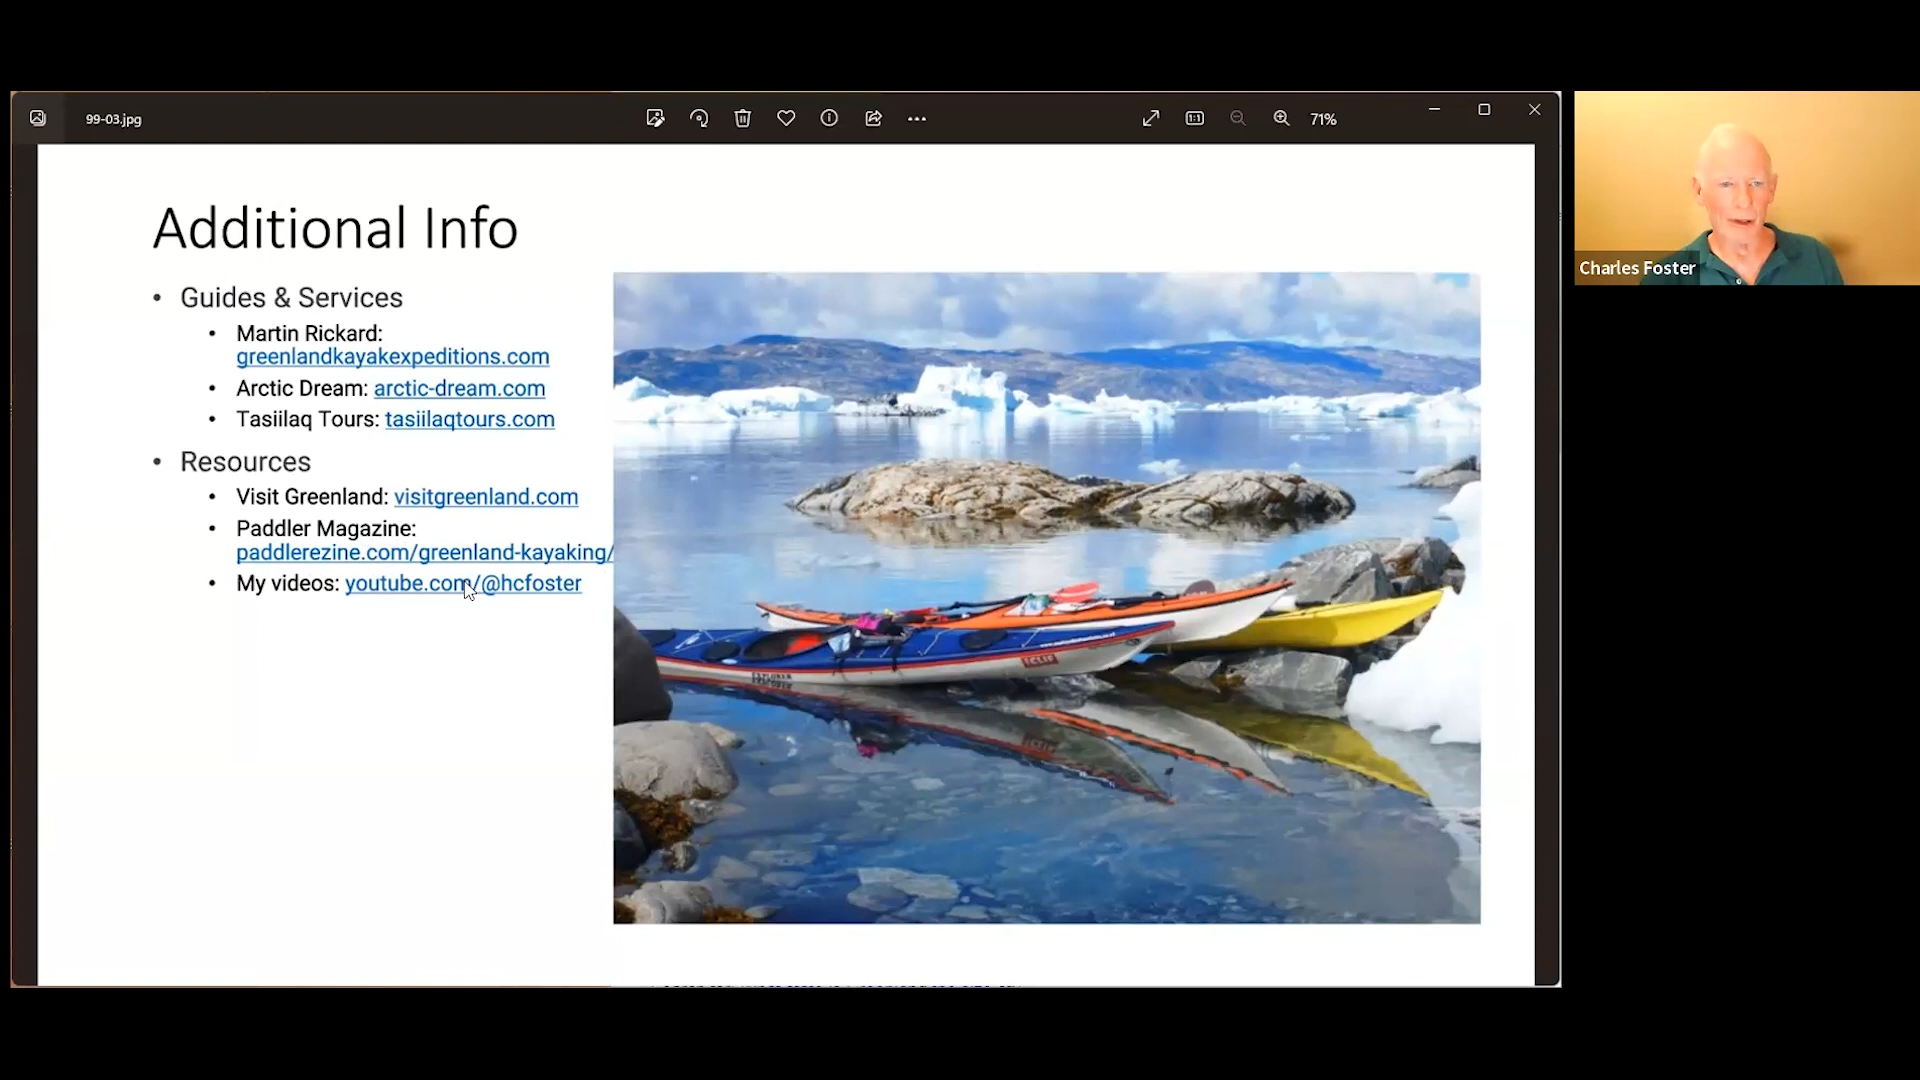 99-03.jpg
71%
Additional Info
• Guides & Services
• Martin Rickard:
greenlandkayakexpeditions.com
• Arctic Dream: arctic-dream.com
• Tasiilaq Tours: tasiilaqtours.com
• Resources
• Visit Greenland: visitgreenland.com
• Paddler Magazine:
paddlerezine.com/greenland-kayaking/
• My videos: youtube.com/@hcfoster
EXPLORER
Charles Foster